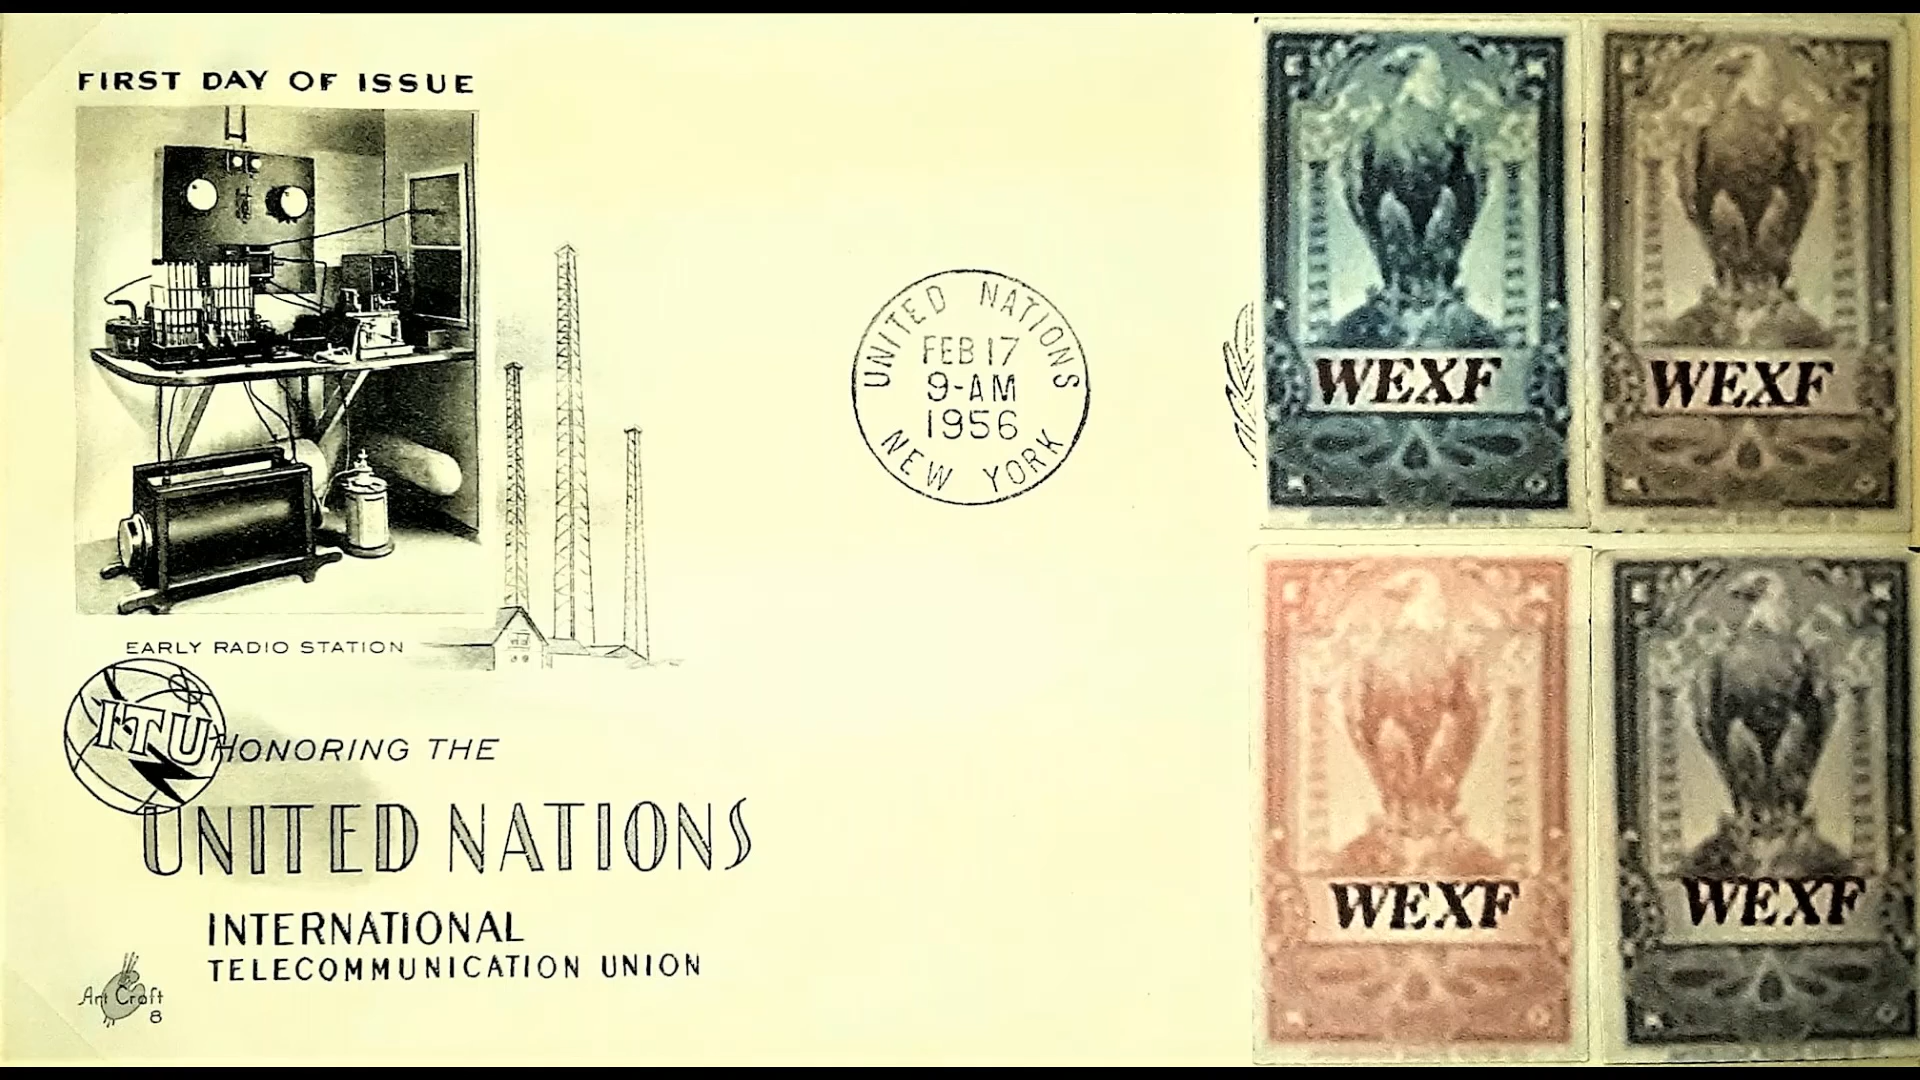 FIRST DAY OF ISSUE
EARLY RADIO STATION
ITU
HONORING THE
UNITED NATIONS
INTERNATIONAL
TELECOMMUNICATION UNION
Art Craft
8
UNITED NATIONS
FEB 17
9-AM
1956
NEW YORK
WEXF
WEXF
WEXF
WEXF